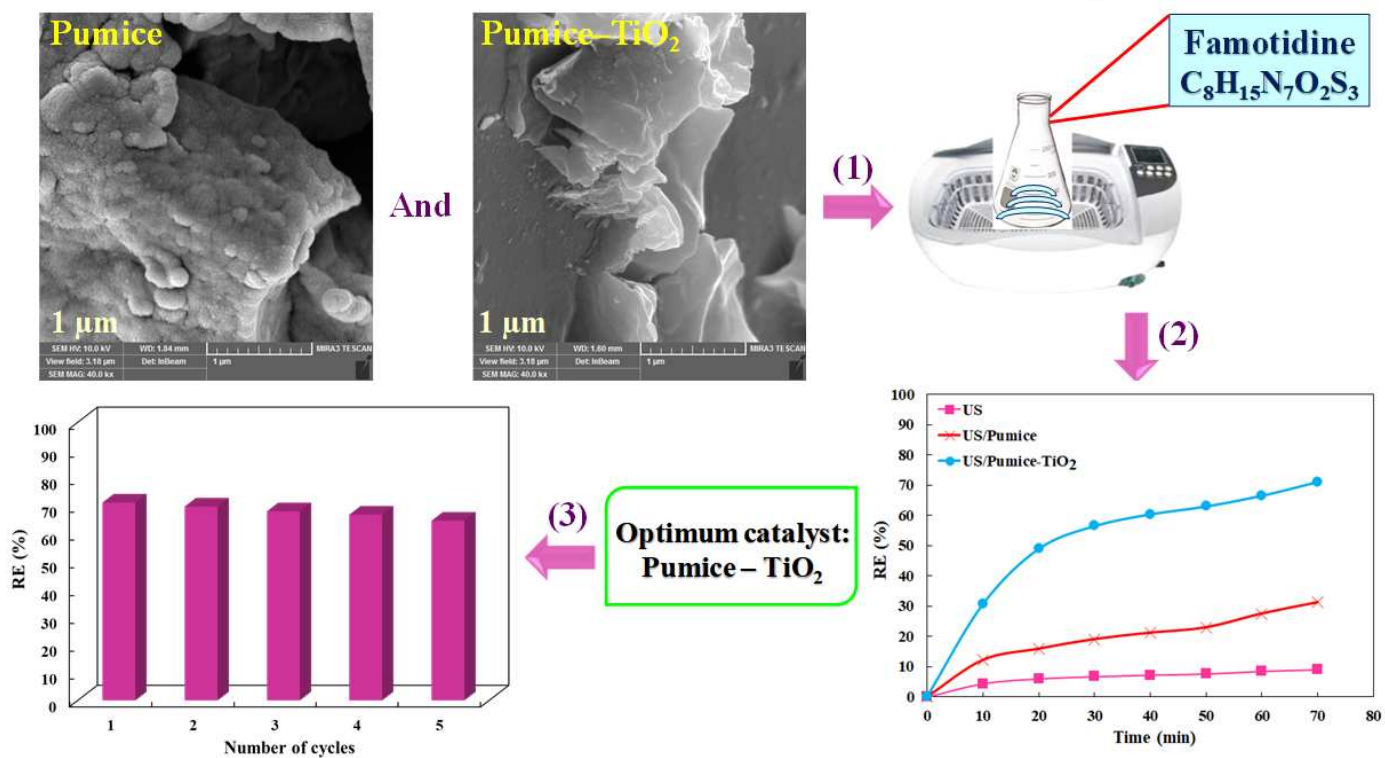 Pumice
1 µm
SEM HV: 10.0 kV WD: 1.84 mm MIRA3 TESCAN
View field: 3.18 µm Det: InBeam 1 µm
SEM MAG: 40.0 kx
And
Pumice–TiO₂
1 µm
SEM HV: 10.0 kV WD: 1.60 mm MIRA3 TESCAN
View field: 3.18 µm Det: InBeam 1 µm
SEM MAG: 40.0 kx
(1)
Famotidine
C₈H₁₅N₇O₂S₃
(2)
100
90
80
70
60
50
40
30
20
10
0
RE (%)
US
US/Pumice
US/Pumice-TiO₂
0 10 20 30 40 50 60 70 80
Time (min)
Optimum catalyst:
Pumice – TiO₂
(3)
100
90
80
70
60
50
40
30
20
10
0
RE (%)
1 2 3 4 5
Number of cycles